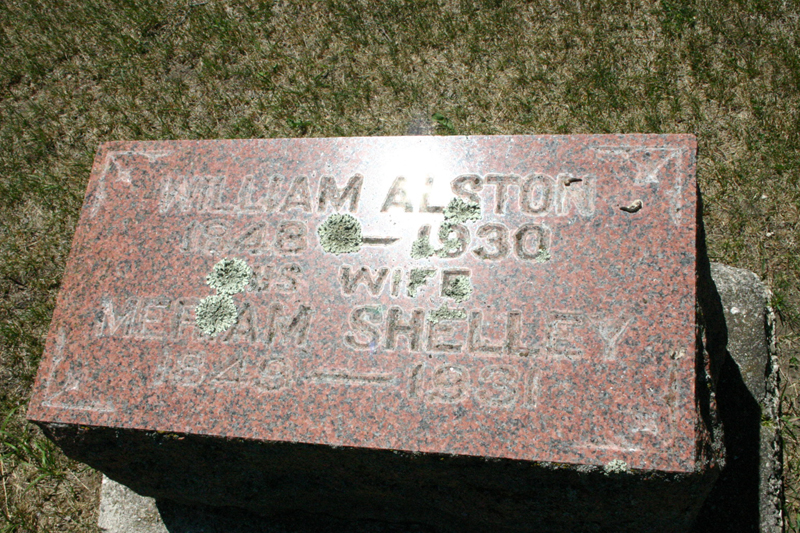 WILLIAM ALSTON
1848 — 1930
HIS WIFE
MERIAM SHELLEY
1849 — 1931